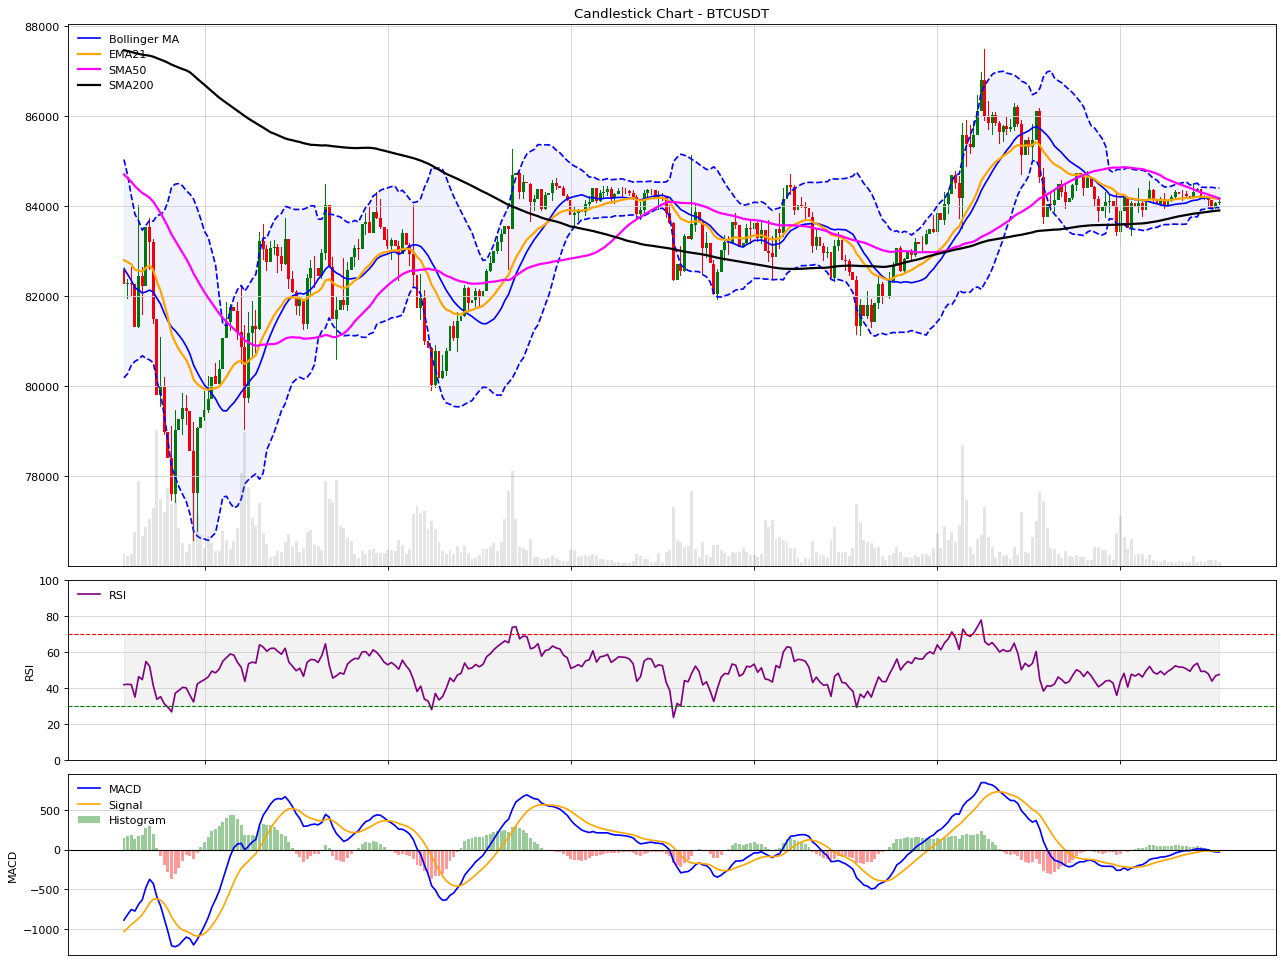 Candlestick Chart - BTCUSDT
88000
86000
84000
82000
80000
78000
Bollinger MA
EMA21
SMA50
SMA200
100
80
60
40
20
0
RSI
RSI
500
0
−500
−1000
MACD
MACD
Signal
Histogram